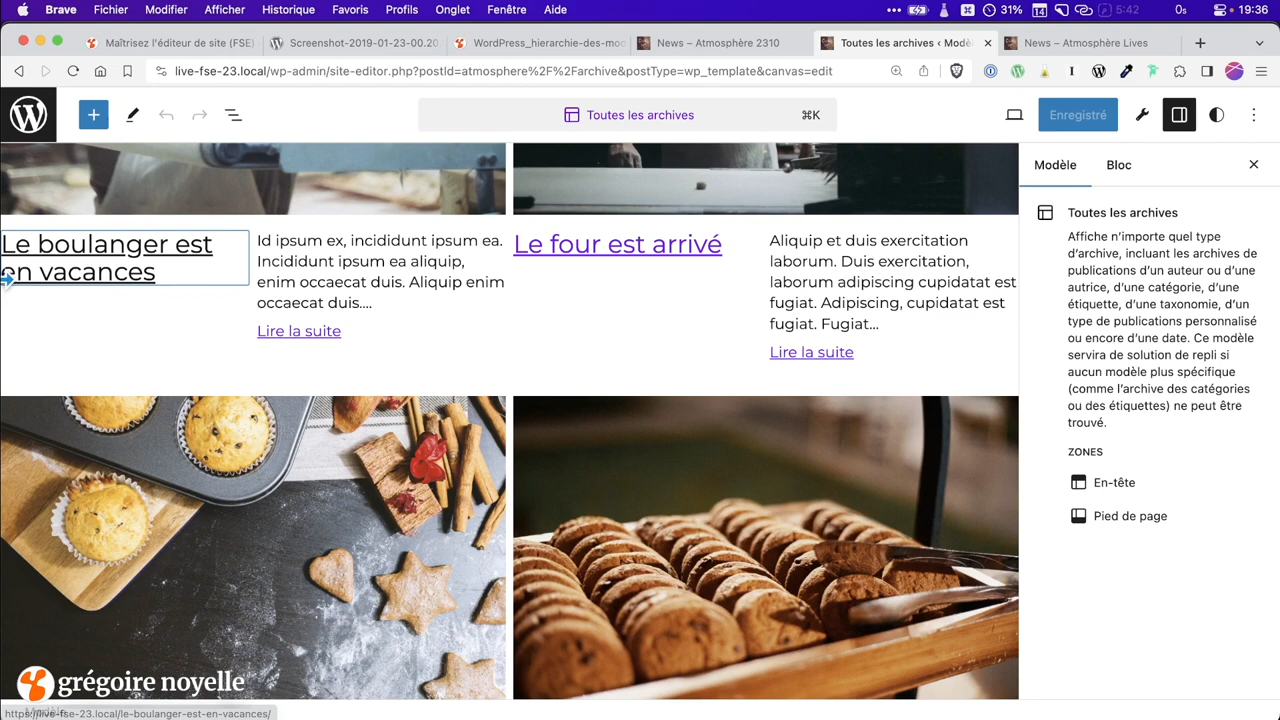 Brave Fichier Modifier Afficher Historique Favoris Profils Onglet Fenêtre Aide 31% 14 5:42 0s 19:36
Maîtrisez l'éditeur de site (FSE) Screenshot-2019-01-23-00.20 WordPress_hierarchie-des-mod News – Atmosphère 2310 Toutes les archives ‹ Modè News – Atmosphère Lives
live-fse-23.local/wp-admin/site-editor.php?postId=atmosphere%2F%2Farchive&postType=wp_template&canvas=edit
Toutes les archives ⌘K
Enregistré
Le boulanger est
en vacances
Id ipsum ex, incididunt ipsum ea.
Incididunt ipsum ea aliquip,
enim occaecat duis. Aliquip enim
occaecat duis.…
Lire la suite
Le four est arrivé
Aliquip et duis exercitation
laborum. Duis exercitation,
laborum adipiscing cupidatat est
fugiat. Adipiscing, cupidatat est
fugiat. Fugiat…
Lire la suite
Modèle Bloc
Toutes les archives
Affiche n'importe quel type
d'archive, incluant les archives de
publications d'un auteur ou d'une
autrice, d'une catégorie, d'une
étiquette, d'une taxonomie, d'un
type de publications personnalisé
ou encore d'une date. Ce modèle
servira de solution de repli si
aucun modèle plus spécifique
(comme l'archive des catégories
ou des étiquettes) ne peut être
trouvé.
ZONES
En-tête
Pied de page
grégoire noyelle
Modèle
https://live-fse-23.local/le-boulanger-est-en-vacances/